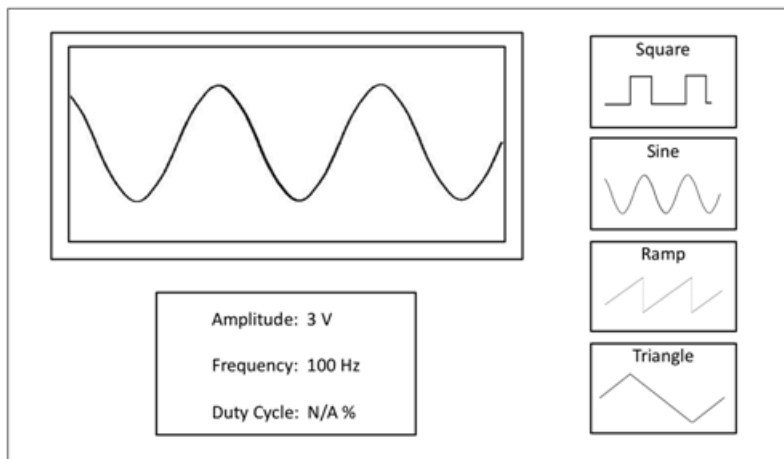 Square
Sine
Ramp
Triangle
Amplitude: 3 V
Frequency: 100 Hz
Duty Cycle: N/A %